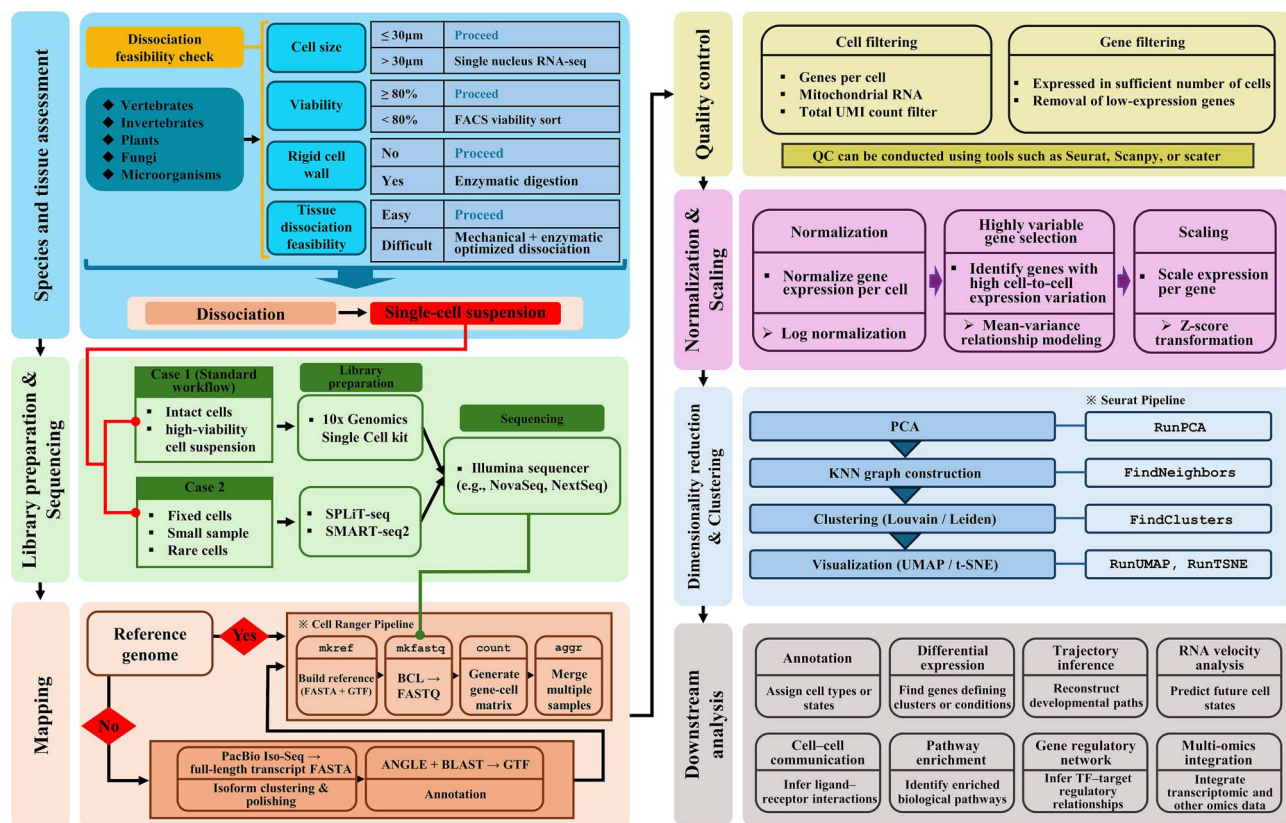 Species and tissue assessment
Dissociation
feasibility check
◆ Vertebrates
◆ Invertebrates
◆ Plants
◆ Fungi
◆ Microorganisms
Cell size
≤ 30μm Proceed
> 30μm Single nucleus RNA-seq
Viability
≥ 80% Proceed
< 80% FACS viability sort
Rigid cell
wall
No Proceed
Yes Enzymatic digestion
Tissue
dissociation
feasibility
Easy Proceed
Difficult Mechanical + enzymatic
optimized dissociation
Dissociation
Single-cell suspension
Library preparation &
Sequencing
Case 1 (Standard
workflow)
▪ Intact cells
▪ high-viability
cell suspension
Library
preparation
▪ 10x Genomics
Single Cell kit
Sequencing
▪ Illumina sequencer
(e.g., NovaSeq, NextSeq)
Case 2
▪ Fixed cells
▪ Small sample
▪ Rare cells
▪ SPLiT-seq
▪ SMART-seq2
Mapping
Reference
genome
Yes
No
※ Cell Ranger Pipeline
mkref
Build reference
(FASTA + GTF)
mkfastq
BCL →
FASTQ
count
Generate
gene-cell
matrix
aggr
Merge
multiple
samples
PacBio Iso-Seq →
full-length transcript FASTA
Isoform clustering &
polishing
ANGLE + BLAST → GTF
Annotation
Quality control
Cell filtering
▪ Genes per cell
▪ Mitochondrial RNA
▪ Total UMI count filter
Gene filtering
▪ Expressed in sufficient number of cells
▪ Removal of low-expression genes
QC can be conducted using tools such as Seurat, Scanpy, or scater
Normalization &
Scaling
Normalization
▪ Normalize gene
expression per cell
➢ Log normalization
Highly variable
gene selection
▪ Identify genes with
high cell-to-cell
expression variation
➢ Mean-variance
relationship modeling
Scaling
▪ Scale expression
per gene
➢ Z-score
transformation
Dimensionality reduction
& Clustering
※ Seurat Pipeline
PCA
RunPCA
KNN graph construction
FindNeighbors
Clustering (Louvain / Leiden)
FindClusters
Visualization (UMAP / t-SNE)
RunUMAP, RunTSNE
Downstream
analysis
Annotation
Assign cell types or
states
Differential
expression
Find genes defining
clusters or conditions
Trajectory
inference
Reconstruct
developmental paths
RNA velocity
analysis
Predict future cell
states
Cell–cell
communication
Infer ligand–
receptor interactions
Pathway
enrichment
Identify enriched
biological pathways
Gene regulatory
network
Infer TF–target
regulatory
relationships
Multi-omics
integration
Integrate
transcriptomic and
other omics data